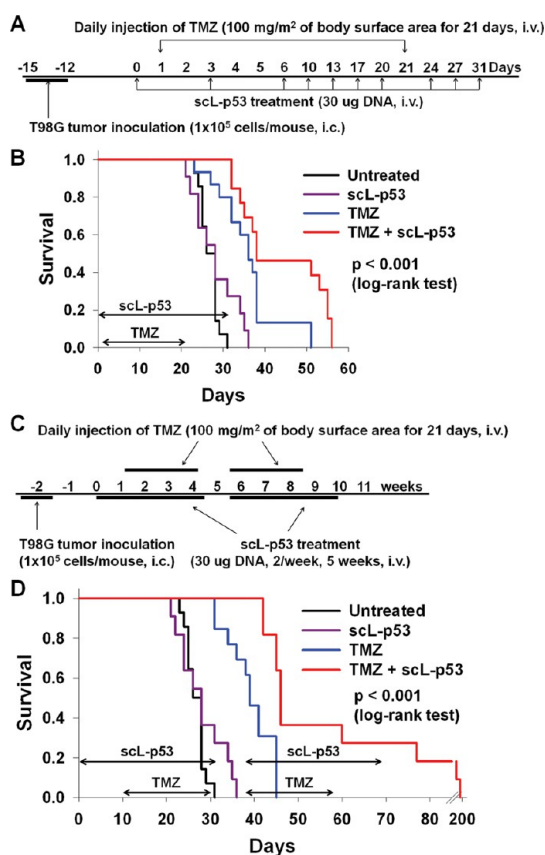 A
Daily injection of TMZ (100 mg/m² of body surface area for 21 days, i.v.)
-15 -12 0 1 2 3 4 5 6 10 13 17 20 21 24 27 31 Days
scL-p53 treatment (30 ug DNA, i.v.)
T98G tumor inoculation (1x10⁵ cells/mouse, i.c.)
B
Survival
1.0
0.8
0.6
0.4
0.2
0.0
Untreated
scL-p53
TMZ
TMZ + scL-p53
p < 0.001
(log-rank test)
scL-p53
TMZ
0 20 40 60
Days
C
Daily injection of TMZ (100 mg/m² of body surface area for 21 days, i.v.)
-2 -1 0 1 2 3 4 5 6 7 8 9 10 11 weeks
T98G tumor inoculation
(1x10⁵ cells/mouse, i.c.)
scL-p53 treatment
(30 ug DNA, 2/week, 5 weeks, i.v.)
D
Survival
1.0
0.8
0.6
0.4
0.2
0.0
Untreated
scL-p53
TMZ
TMZ + scL-p53
p < 0.001
(log-rank test)
scL-p53 scL-p53
TMZ TMZ
0 10 20 30 40 50 60 70 80 200
Days